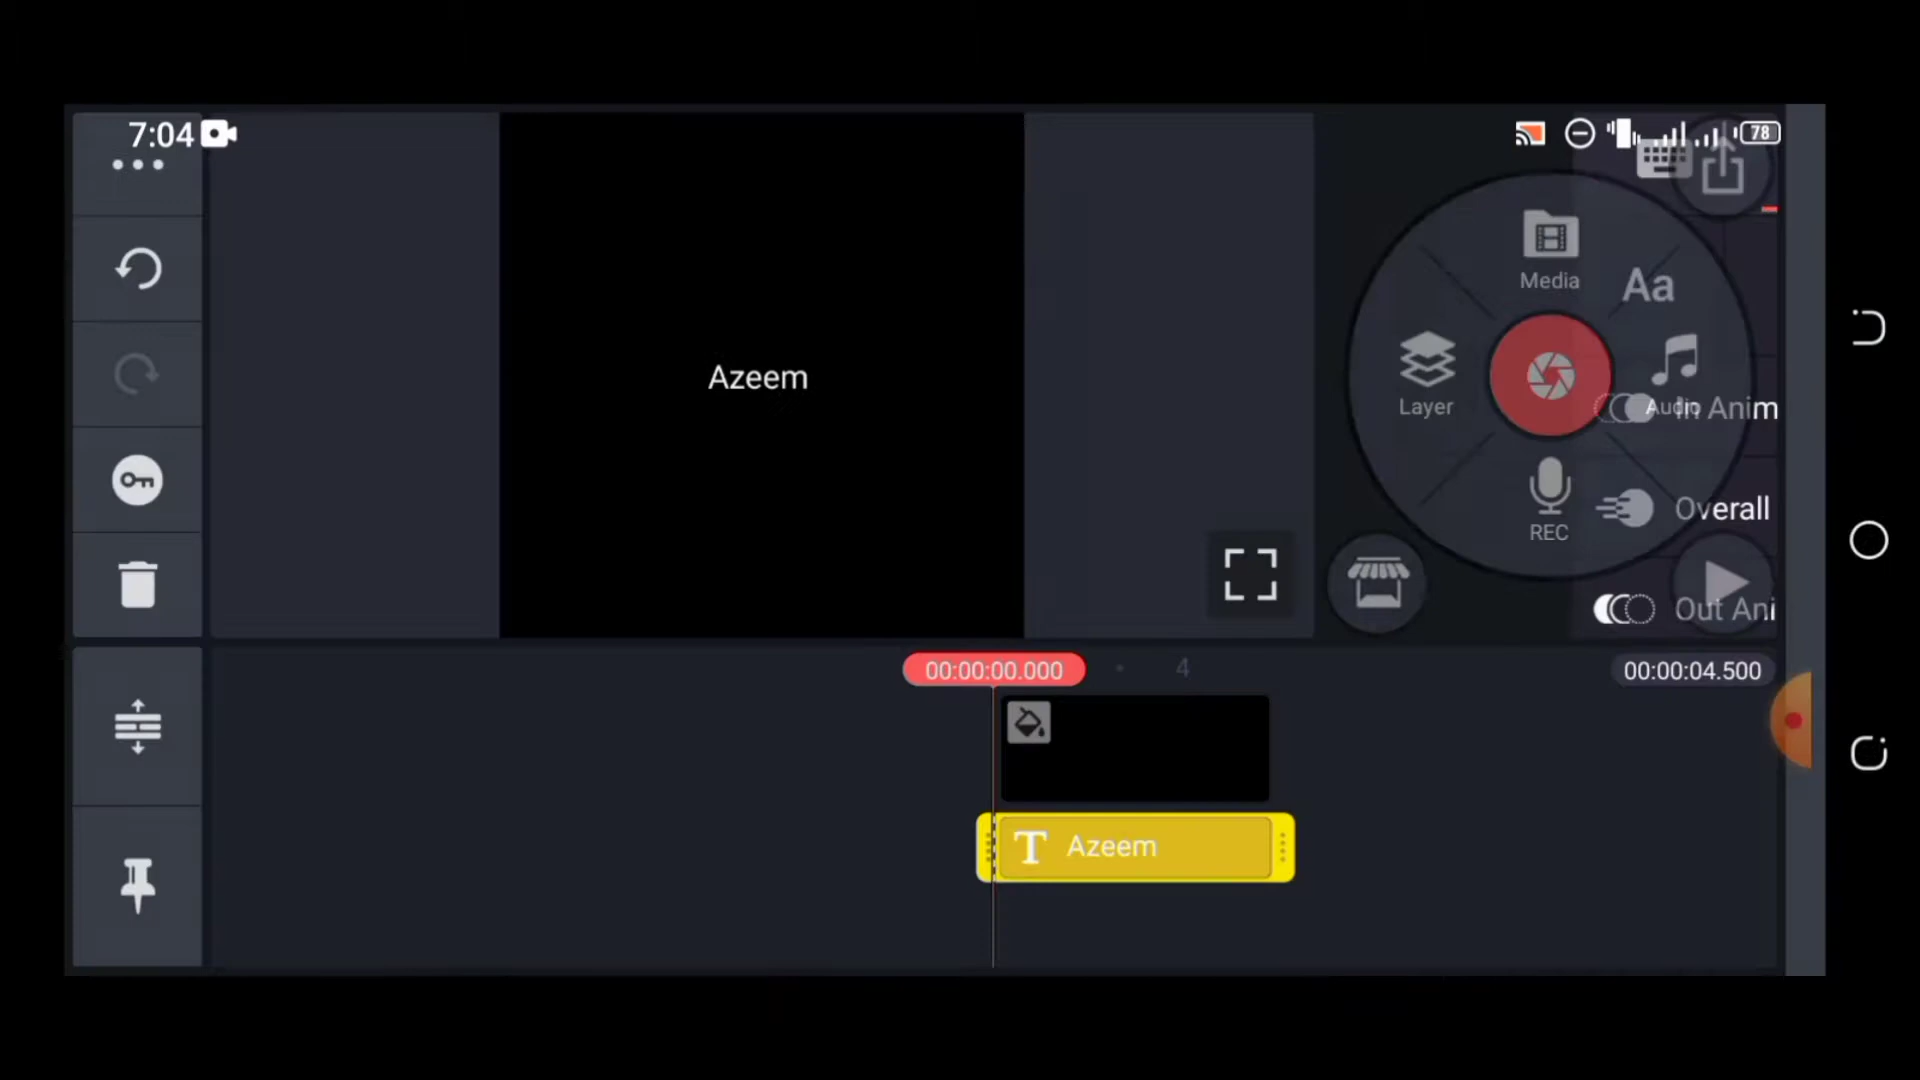 7:04
78
Media
Aa
Azeem
Layer
Audio
In Anim
REC
Overall
Out Ani
00:00:00.000
4
00:00:04.500
T Azeem